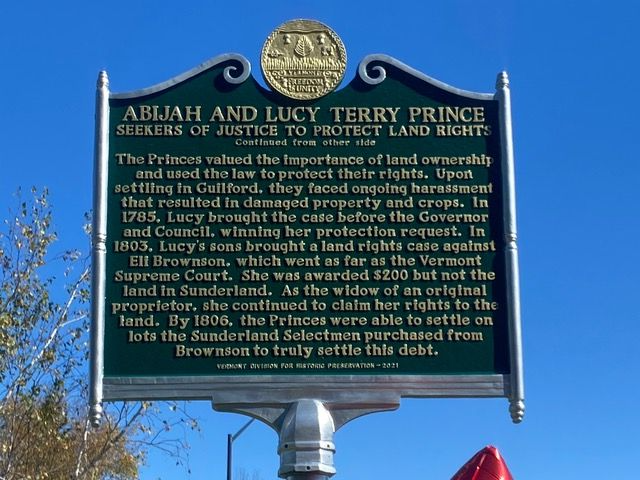 VERMONT
FREEDOM
& UNITY
ABIJAH AND LUCY TERRY PRINCE
SEEKERS OF JUSTICE TO PROTECT LAND RIGHTS
Continued from other side
The Princes valued the importance of land ownership
and used the law to protect their rights. Upon
settling in Guilford, they faced ongoing harassment
that resulted in damaged property and crops. In
1785, Lucy brought the case before the Governor
and Council, winning her protection request. In
1803, Lucy's sons brought a land rights case against
Eli Brownson, which went as far as the Vermont
Supreme Court. She was awarded $200 but not the
land in Sunderland. As the widow of an original
proprietor, she continued to claim her rights to the
land. By 1806, the Princes were able to settle on
lots the Sunderland Selectmen purchased from
Brownson to truly settle this debt.
VERMONT DIVISION FOR HISTORIC PRESERVATION – 2021